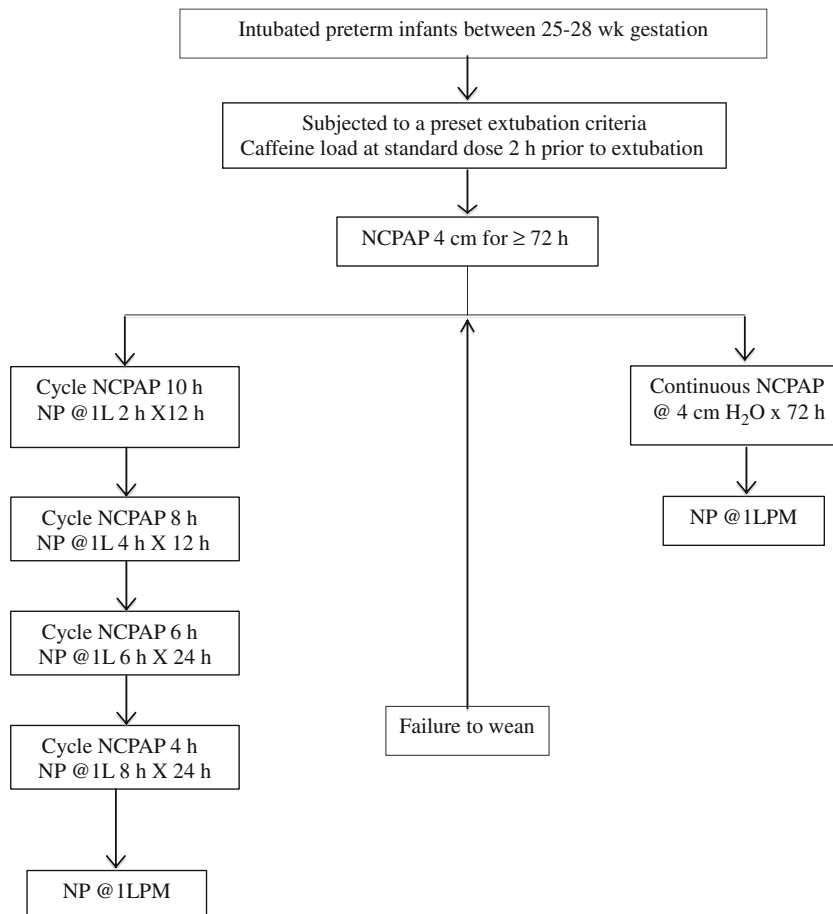 Intubated preterm infants between 25-28 wk gestation
Subjected to a preset extubation criteria
Caffeine load at standard dose 2 h prior to extubation
NCPAP 4 cm for ≥ 72 h
Cycle NCPAP 10 h
NP @1L 2 h X12 h
Cycle NCPAP 8 h
NP @1L 4 h X 12 h
Cycle NCPAP 6 h
NP @1L 6 h X 24 h
Cycle NCPAP 4 h
NP @1L 8 h X 24 h
NP @1LPM
Failure to wean
Continuous NCPAP
@ 4 cm H₂O x 72 h
NP @1LPM